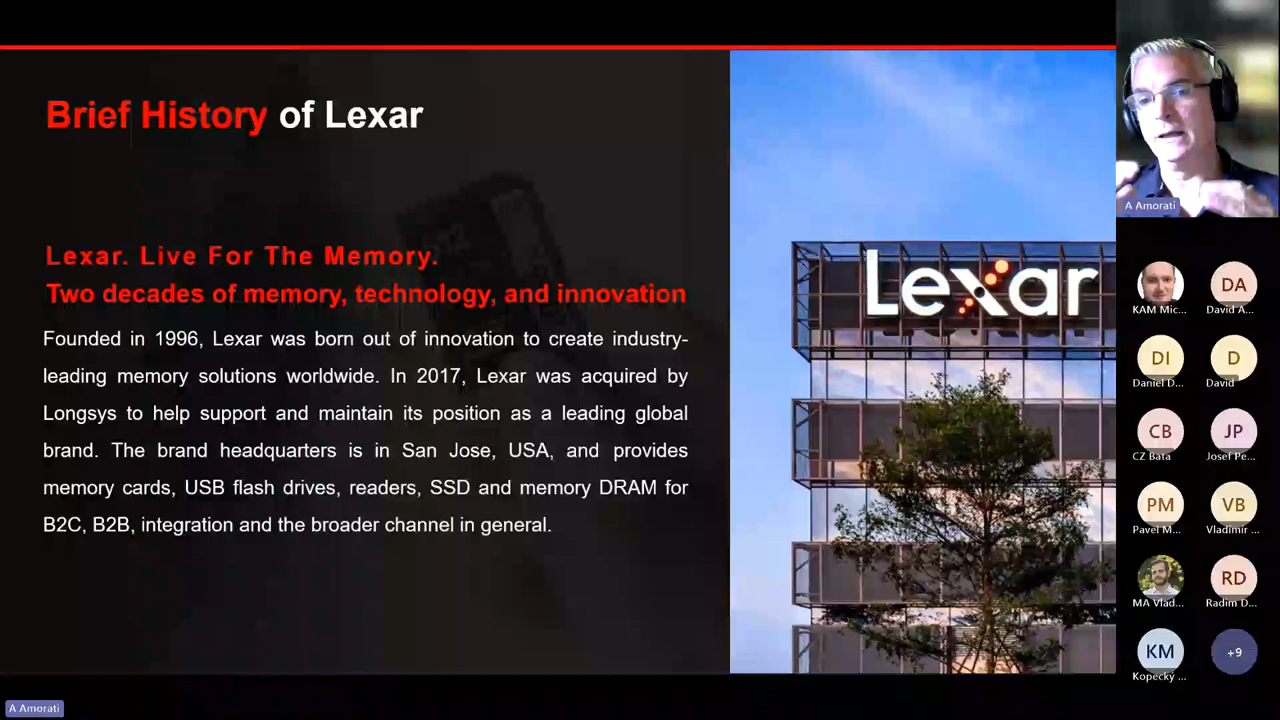 Brief History of Lexar
Lexar. Live For The Memory.
Two decades of memory, technology, and innovation
Founded in 1996, Lexar was born out of innovation to create industry-
leading memory solutions worldwide. In 2017, Lexar was acquired by
Longsys to help support and maintain its position as a leading global
brand. The brand headquarters is in San Jose, USA, and provides
memory cards, USB flash drives, readers, SSD and memory DRAM for
B2C, B2B, integration and the broader channel in general.
Lexar
A Amorati
KAM Mic...
DA
David A...
DI
Daniel D...
D
David
CB
CZ Bata
JP
Josef Pe...
PM
Pavel M...
VB
Vladimír ...
MA Vlad...
RD
Radim D...
KM
Kopecky ...
+9
A Amorati